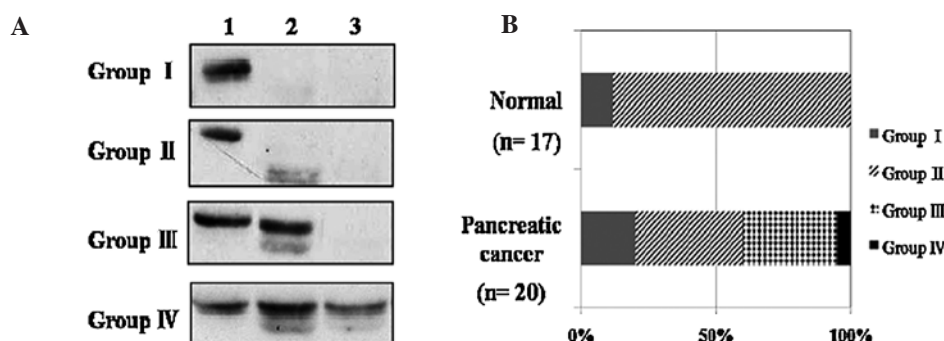 A
1 2 3
Group I
Group II
Group III
Group IV
B
Normal
(n= 17)
Pancreatic
cancer
(n= 20)
0% 50% 100%
Group I
Group II
Group III
Group IV